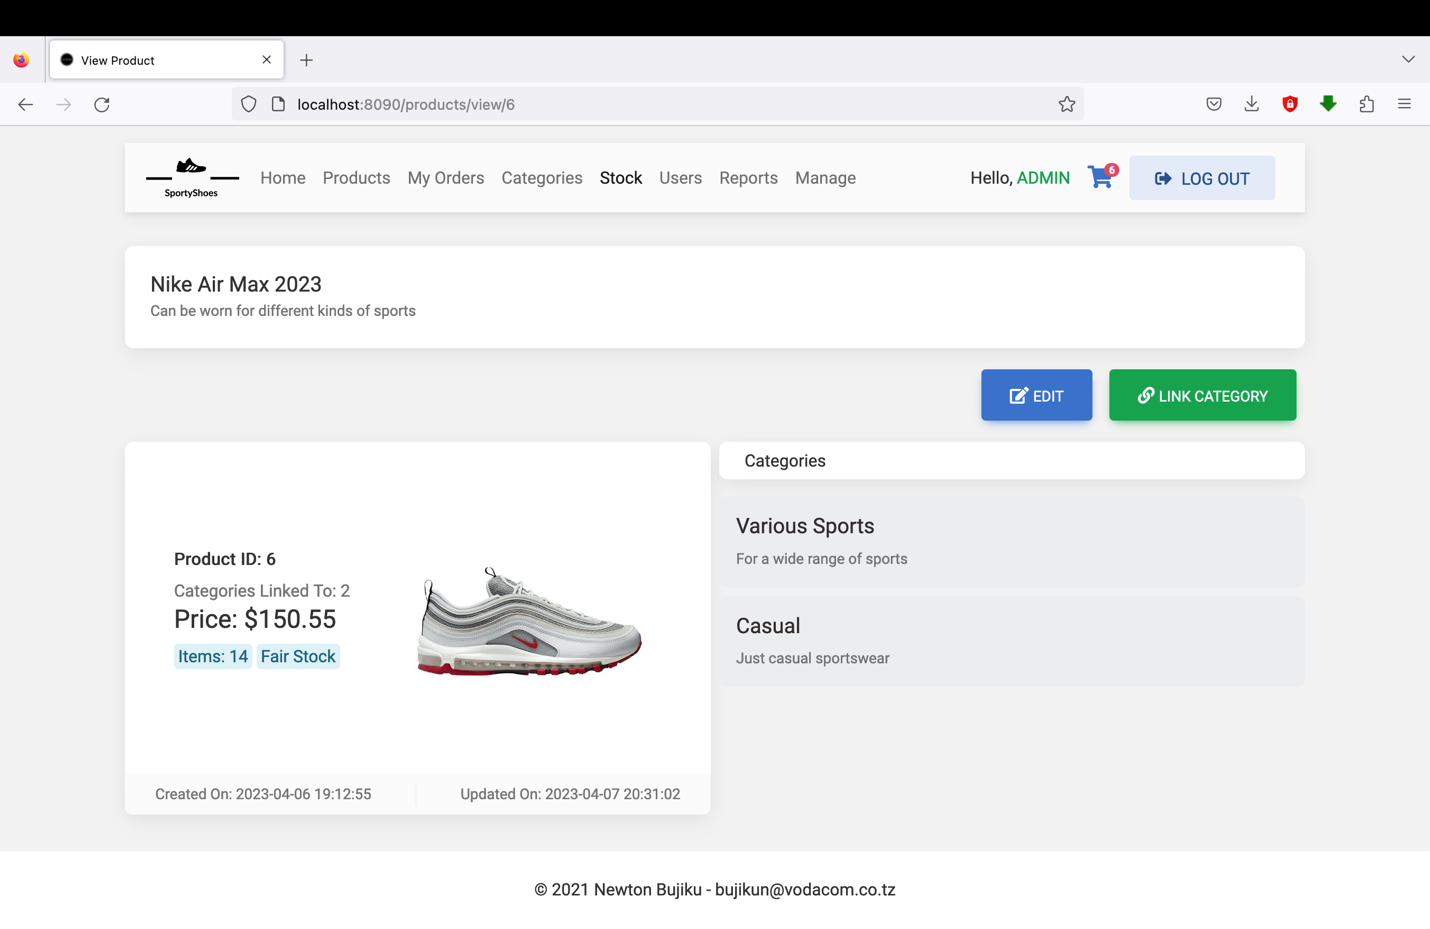 View Product
localhost:8090/products/view/6
SportyShoes
Home Products My Orders Categories Stock Users Reports Manage
Hello, ADMIN
6
LOG OUT
Nike Air Max 2023
Can be worn for different kinds of sports
EDIT
LINK CATEGORY
Product ID: 6
Categories Linked To: 2
Price: $150.55
Items: 14 Fair Stock
Created On: 2023-04-06 19:12:55
Updated On: 2023-04-07 20:31:02
Categories
Various Sports
For a wide range of sports
Casual
Just casual sportswear
© 2021 Newton Bujiku - bujikun@vodacom.co.tz